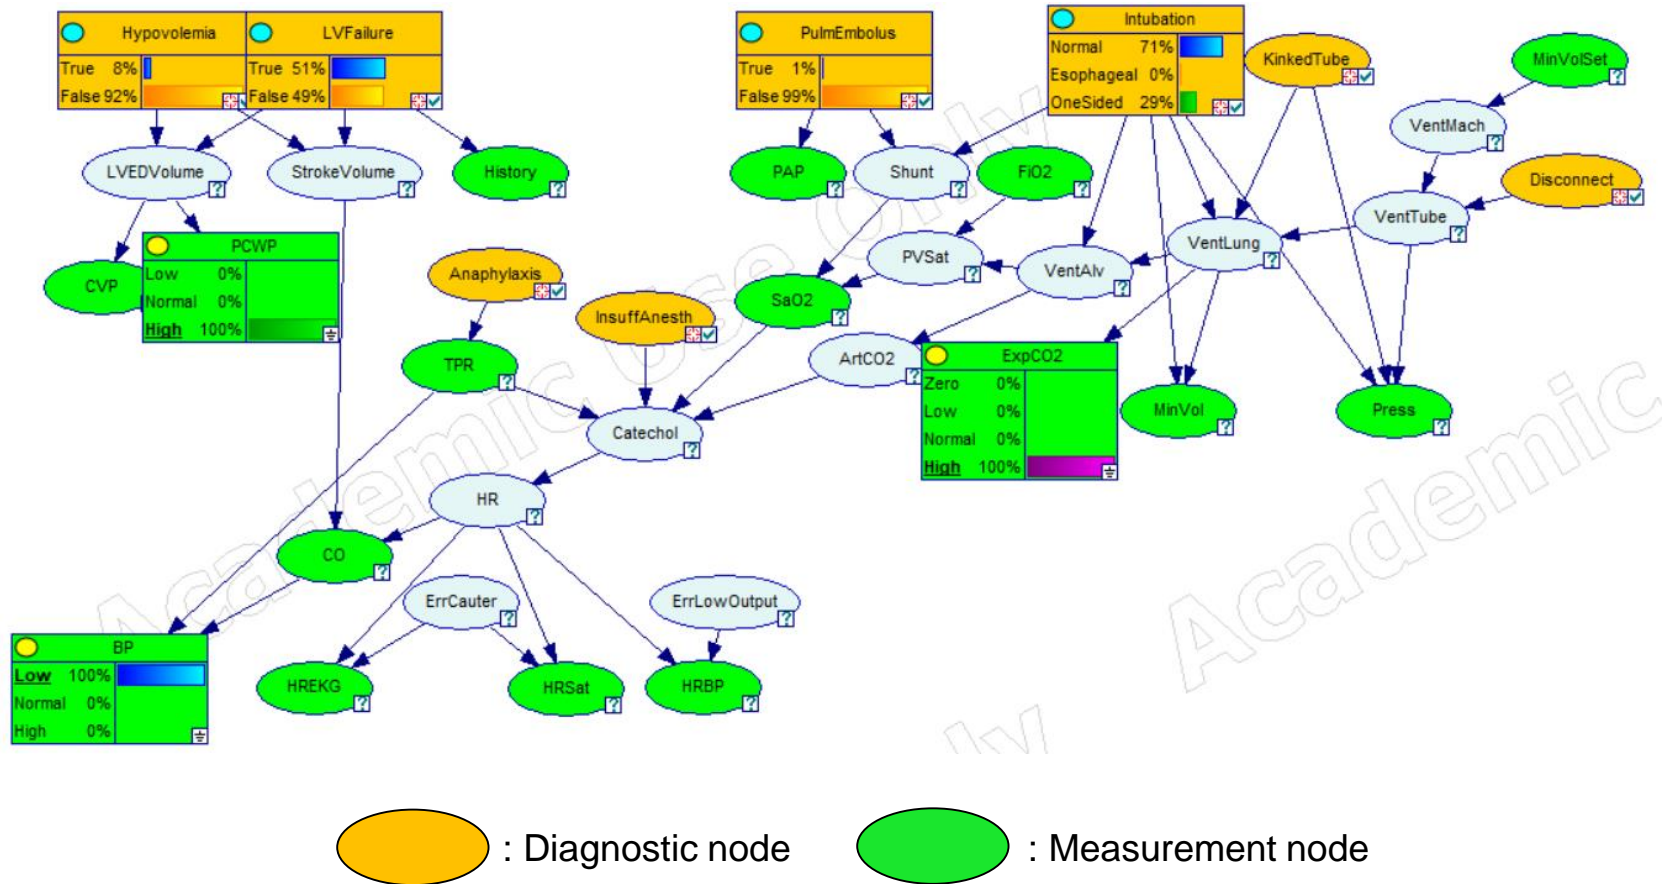 Hypovolemia
True 8%
False 92%
LVFailure
True 51%
False 49%
PulmEmbolus
True 1%
False 99%
Intubation
Normal 71%
Esophageal 0%
OneSided 29%
KinkedTube
MinVolSet
VentMach
LVEDVolume
StrokeVolume
History
PAP
Shunt
FiO2
Disconnect
VentTube
VentLung
PCWP
Low 0%
Normal 0%
High 100%
CVP
Anaphylaxis
PVSat
VentAlv
SaO2
InsuffAnesth
TPR
ArtCO2
ExpCO2
Zero 0%
Low 0%
Normal 0%
High 100%
MinVol
Press
Catechol
HR
CO
ErrCauter
ErrLowOutput
BP
Low 100%
Normal 0%
High 0%
HREKG
HRSat
HRBP
Academic Use Only
Academic
: Diagnostic node
: Measurement node